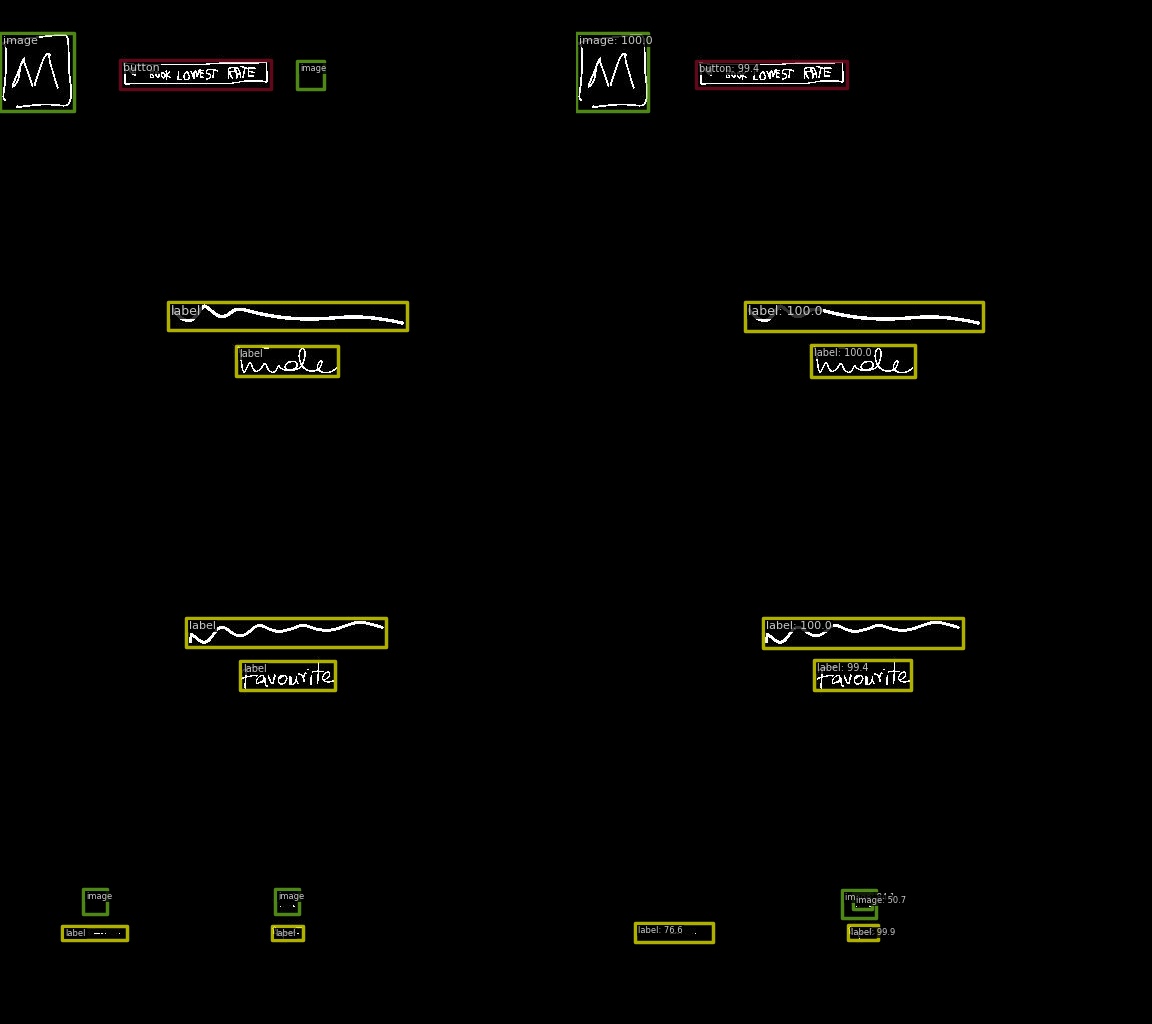 image image: 100.0
M M
button image button: 99.4
BOOK LOWEST RATE BOOK LOWEST RATE
label label: 100.0
label label: 100.0
label label: 100.0
label label: 99.4
Favourite Favourite
image image image: 50.7
label label label: 76.6 label: 99.9